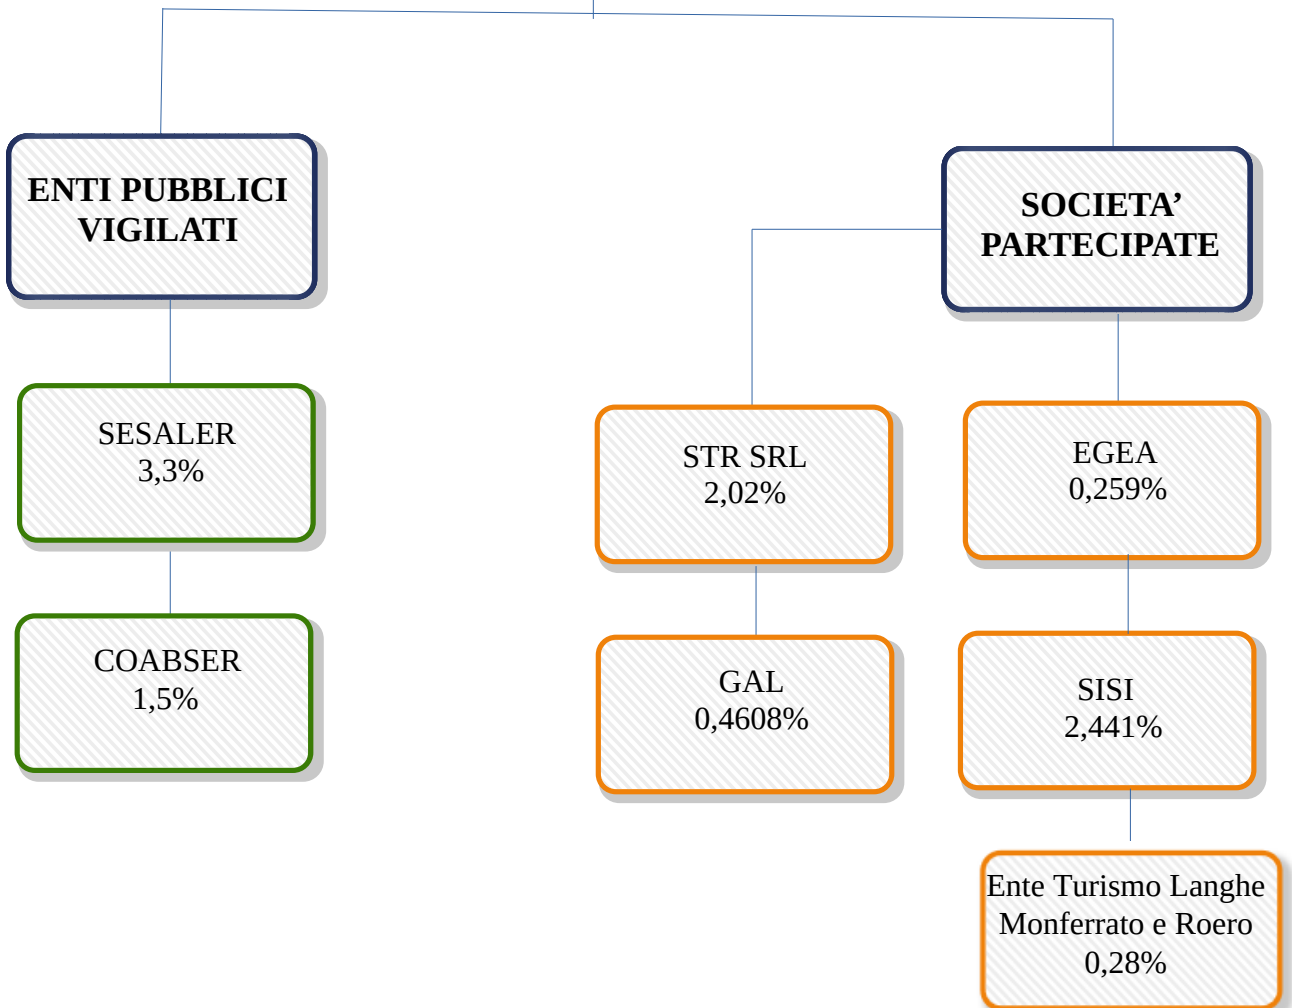 ENTI PUBBLICI
VIGILATI
SOCIETA’
PARTECIPATE
SESALER
3,3%
STR SRL
2,02%
EGEA
0,259%
COABSER
1,5%
GAL
0,4608%
SISI
2,441%
Ente Turismo Langhe
Monferrato e Roero
0,28%